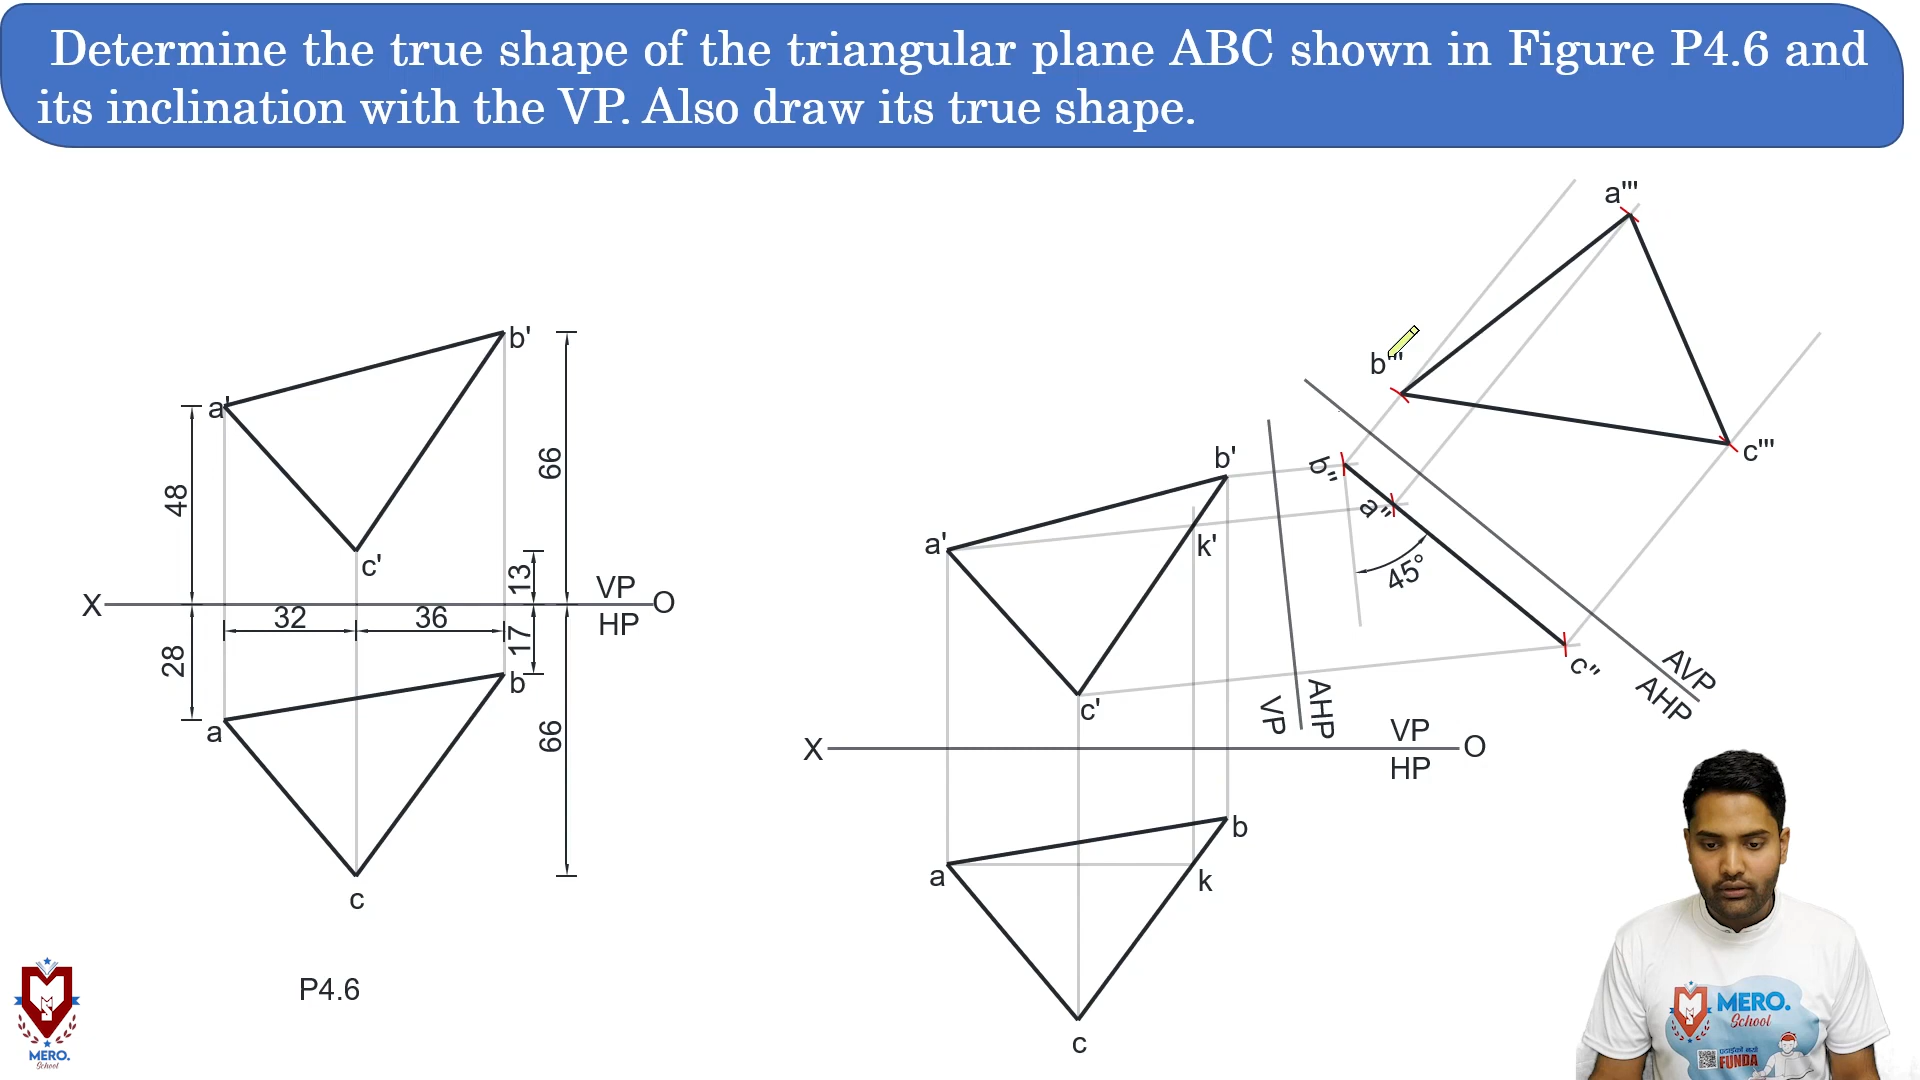 Determine the true shape of the triangular plane ABC shown in Figure P4.6 and
its inclination with the VP. Also draw its true shape.
b'
a'
c'
48
66
13
X
VP
O
HP
32
36
28
17
66
b
a
c
P4.6
a'''
b'''
c'''
b'
b''
a''
a'
k'
45°
c''
c'
AVP
AHP
VP
AHP
X
VP
O
HP
b
a
k
c
MERO.
School
MERO.
School
FUNDA